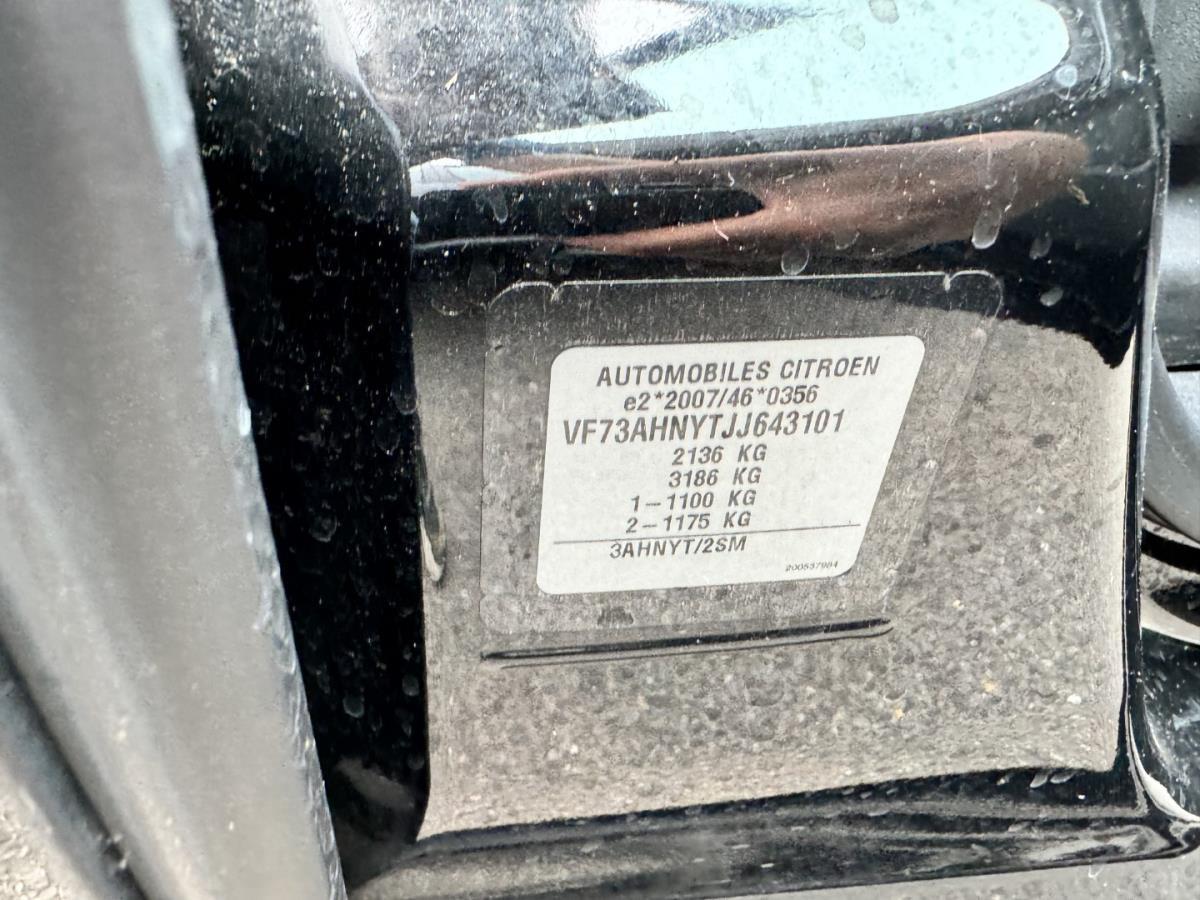 AUTOMOBILES CITROEN
e2*2007/46*0356
VF73AHNYTJJ643101
2136 KG
3186 KG
1-1100 KG
2-1175 KG
3AHNYT/2SM
200537984